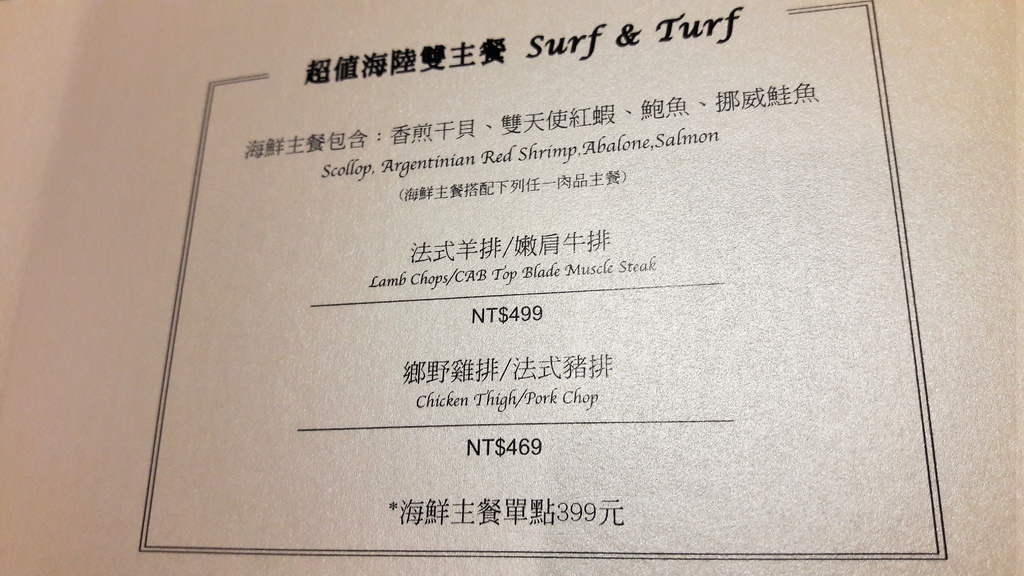 超值海陸雙主餐 Surf & Turf
海鮮主餐包含：香煎干貝、雙天使紅蝦、鮑魚、挪威鮭魚
Scollop, Argentinian Red Shrimp,Abalone,Salmon
(海鮮主餐搭配下列任一肉品主餐)
法式羊排/嫩肩牛排
Lamb Chops/CAB Top Blade Muscle Steak
NT$499
鄉野雞排/法式豬排
Chicken Thigh/Pork Chop
NT$469
*海鮮主餐單點399元